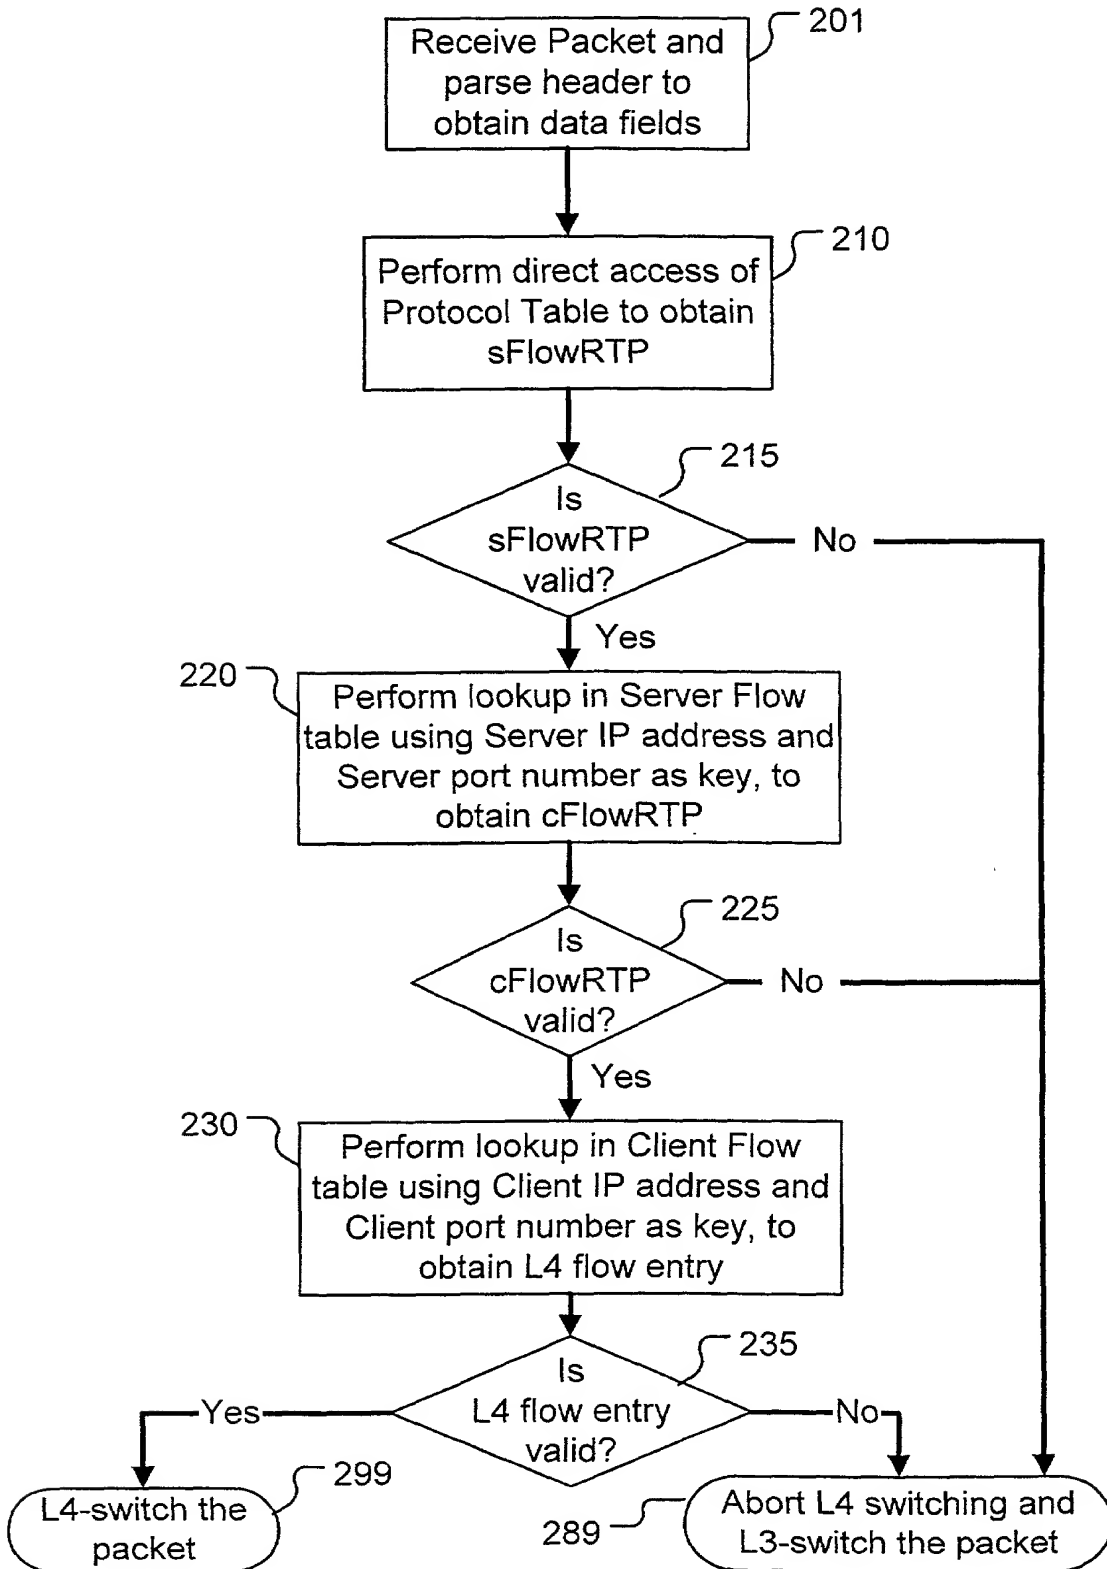 201
Receive Packet and
parse header to
obtain data fields
210
Perform direct access of
Protocol Table to obtain
sFlowRTP
215
Is
sFlowRTP
valid?
No
Yes
220
Perform lookup in Server Flow
table using Server IP address and
Server port number as key, to
obtain cFlowRTP
225
Is
cFlowRTP
valid?
No
Yes
230
Perform lookup in Client Flow
table using Client IP address and
Client port number as key, to
obtain L4 flow entry
235
Is
L4 flow entry
valid?
Yes
No
299
L4-switch the
packet
289
Abort L4 switching and
L3-switch the packet